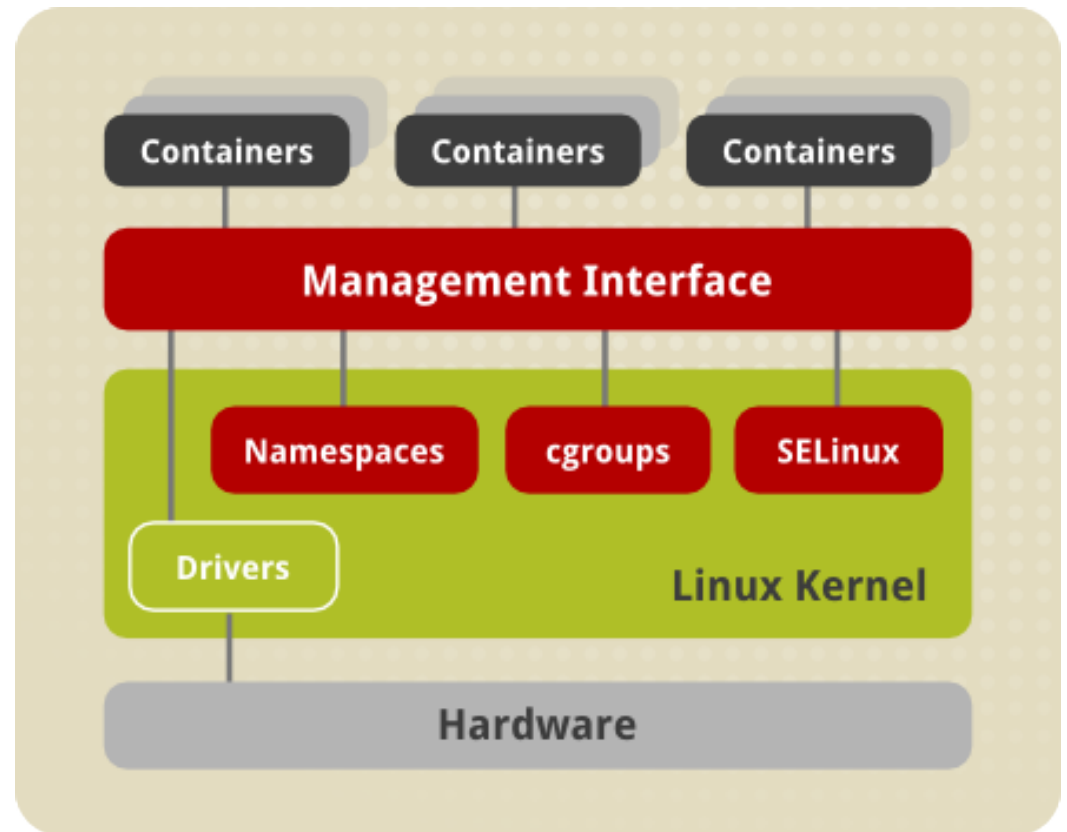 Containers
Containers
Containers
Management Interface
Namespaces
cgroups
SELinux
Drivers
Linux Kernel
Hardware